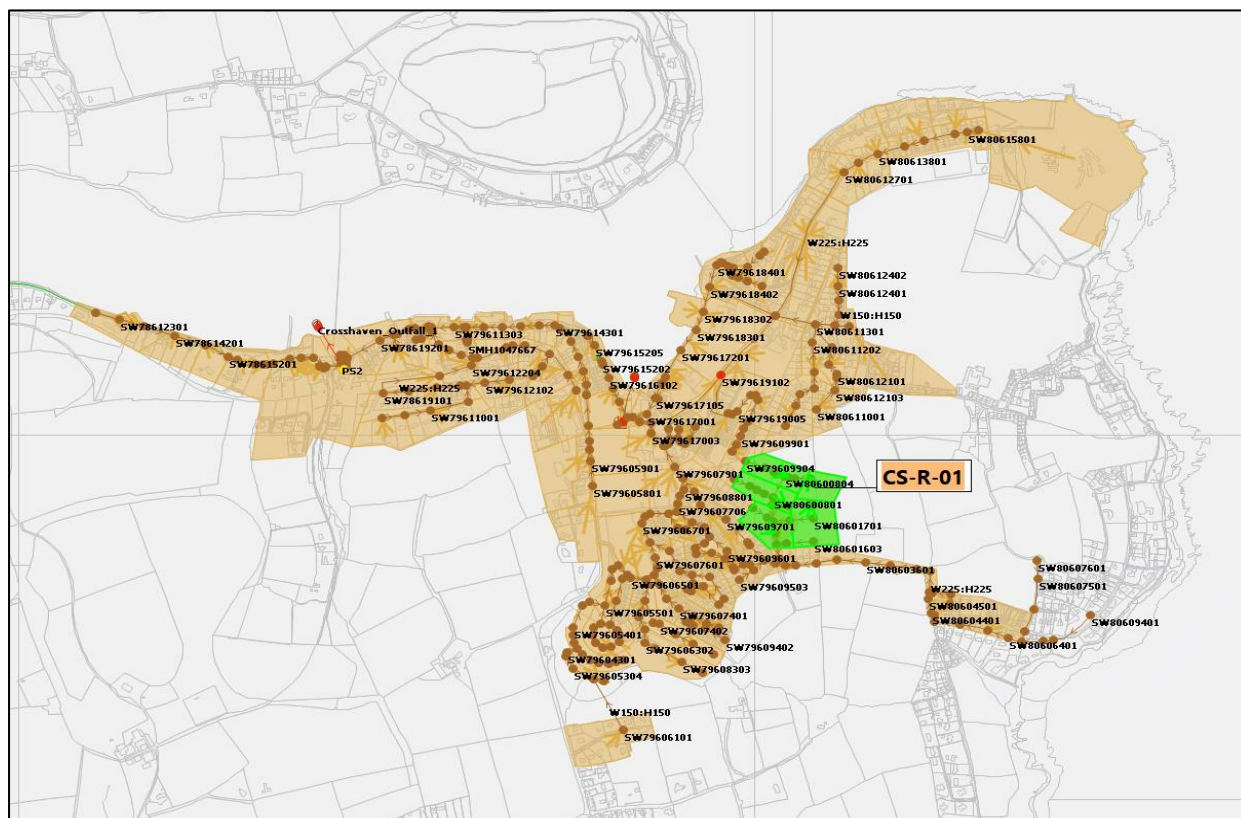 SW80615801
SW80613801
SW80612701
W225:H225
SW79618401
SW80612402
SW79618402
SW80612401
SW78612301
Crosshaven_Outfall_1
SW79611303
SW79614301
SW79618302
W150:H150
SW78614201
SW78619201
SMH1047667
SW79615205
SW79618301
SW80611301
SW78615201
PS2
SW79612204
SW79615202
SW79617201
SW80611202
W225:H225
SW79612102
SW79616102
SW79619102
SW80612101
SW78619101
SW79617105
SW80612103
SW79611001
SW79617001
SW79619005
SW80611001
SW79617003
SW79609901
SW79605901
SW79607901
SW79609904
SW80600804
CS-R-01
SW79605801
SW79608801
SW80600801
SW79607706
SW79606701
SW79609701
SW80601701
SW79607601
SW79609601
SW80601603
SW79606501
SW79609503
SW80603601
SW80607601
W225:H225
SW80607501
SW79605501
SW79607401
SW80604501
SW80604401
SW80609401
SW79605401
SW79607402
SW79606302
SW79609402
SW80606401
SW79604301
SW79605304
SW79608303
W150:H150
SW79606101